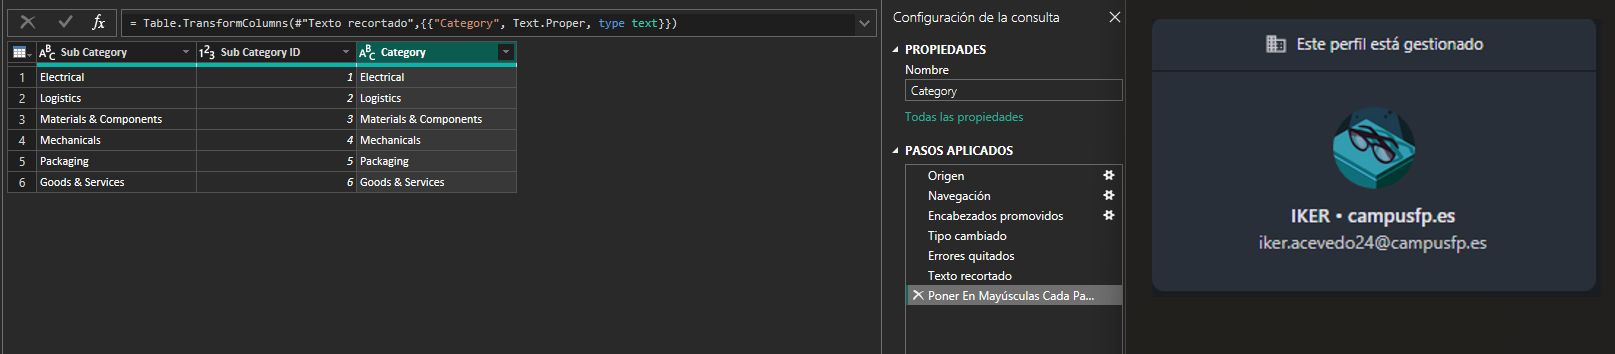 = Table.TransformColumns(#"Texto recortado",{{"Category", Text.Proper, type text}})
Sub Category
Sub Category ID
Category
1 Electrical 1 Electrical
2 Logistics 2 Logistics
3 Materials & Components 3 Materials & Components
4 Mechanicals 4 Mechanicals
5 Packaging 5 Packaging
6 Goods & Services 6 Goods & Services
Configuración de la consulta
PROPIEDADES
Nombre
Category
Todas las propiedades
PASOS APLICADOS
Origen
Navegación
Encabezados promovidos
Tipo cambiado
Errores quitados
Texto recortado
Poner En Mayúsculas Cada Pa...
Este perfil está gestionado
IKER • campusfp.es
iker.acevedo24@campusfp.es